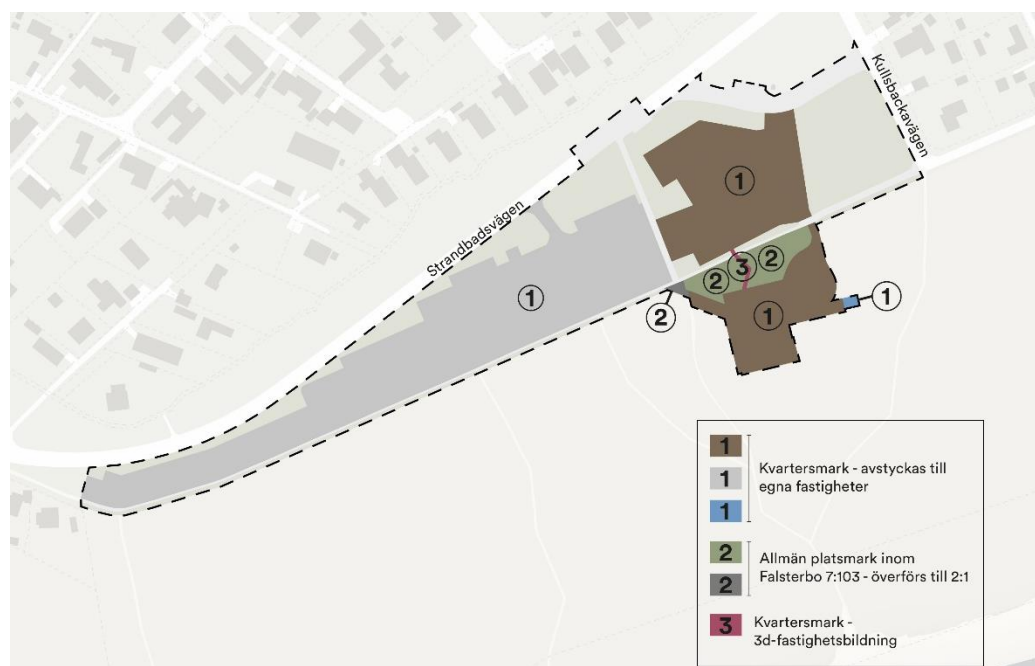 Kullsbackavägen
Strandbadsvägen
1
1
2
3
2
1
1
2
1 Kvartersmark - avstyckas till
1 egna fastigheter
1
2 Allmän platsmark inom
2 Falsterbo 7:103 - överförs till 2:1
3 Kvartersmark -
3d-fastighetsbildning